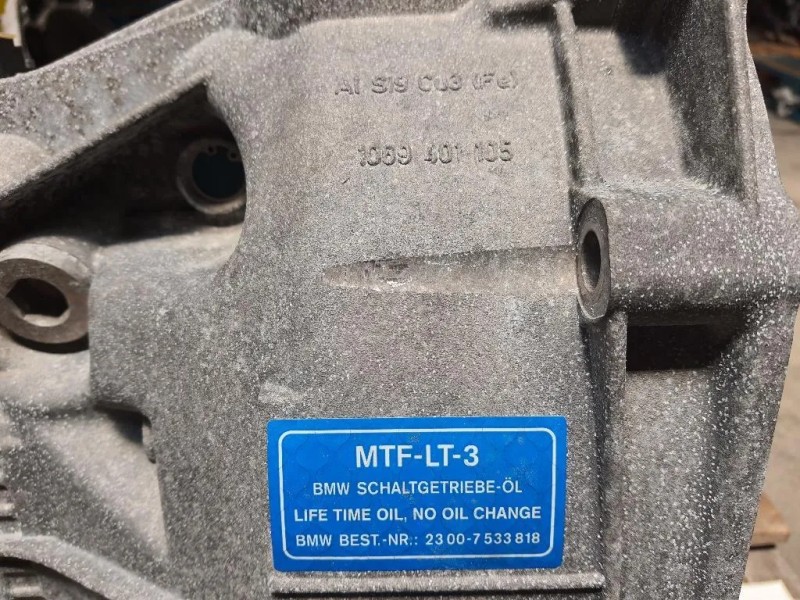 Al Si9 Cu3 (Fe)
1069 401 105
MTF-LT-3
BMW SCHALTGETRIEBE-ÖL
LIFE TIME OIL, NO OIL CHANGE
BMW BEST.-NR.: 23 00-7 533 818